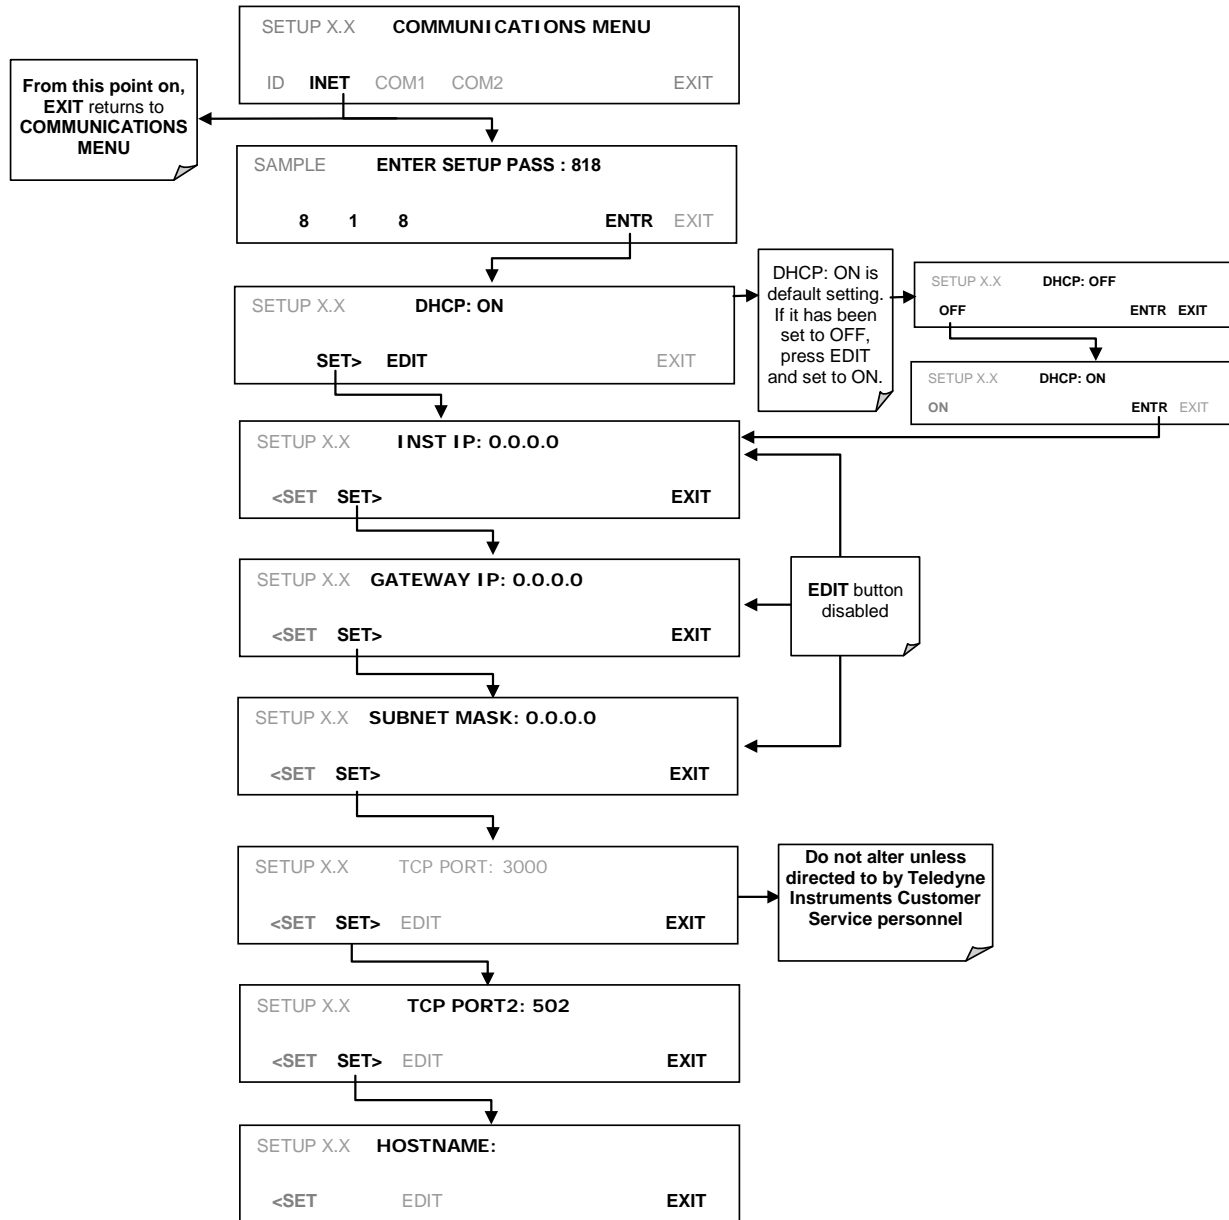 SETUP X.X COMMUNICATIONS MENU
ID INET COM1 COM2 EXIT
From this point on,
EXIT returns to
COMMUNICATIONS
MENU
SAMPLE ENTER SETUP PASS : 818
8 1 8 ENTR EXIT
SETUP X.X DHCP: ON
SET> EDIT EXIT
DHCP: ON is
default setting.
If it has been
set to OFF,
press EDIT
and set to ON.
SETUP X.X DHCP: OFF
OFF ENTR EXIT
SETUP X.X DHCP: ON
ON ENTR EXIT
SETUP X.X INST IP: 0.0.0.0
<SET SET> EXIT
SETUP X.X GATEWAY IP: 0.0.0.0
<SET SET> EXIT
EDIT button
disabled
SETUP X.X SUBNET MASK: 0.0.0.0
<SET SET> EXIT
SETUP X.X TCP PORT: 3000
<SET SET> EDIT EXIT
Do not alter unless
directed to by Teledyne
Instruments Customer
Service personnel
SETUP X.X TCP PORT2: 502
<SET SET> EDIT EXIT
SETUP X.X HOSTNAME:
<SET EDIT EXIT